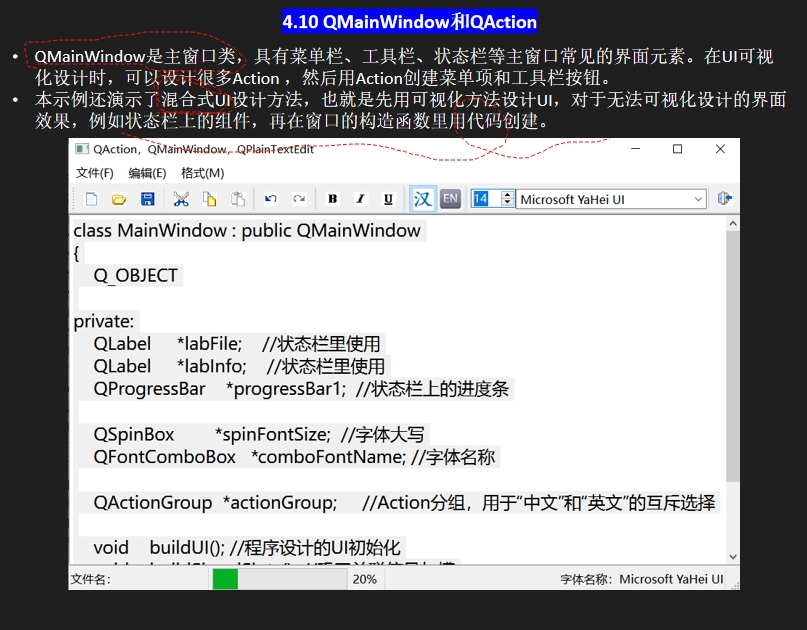 4.10 QMainWindow和QAction
• QMainWindow是主窗口类，具有菜单栏、工具栏、状态栏等主窗口常见的界面元素。在UI可视
化设计时，可以设计很多Action ，然后用Action创建菜单项和工具栏按钮。
• 本示例还演示了混合式UI设计方法，也就是先用可视化方法设计UI，对于无法可视化设计的界面
效果，例如状态栏上的组件，再在窗口的构造函数里用代码创建。
QAction，QMainWindow，QPlainTextEdit
文件(F) 编辑(E) 格式(M)
B I U 汉 EN 14 Microsoft YaHei UI
class MainWindow : public QMainWindow
{
Q_OBJECT
private:
QLabel *labFile; //状态栏里使用
QLabel *labInfo; //状态栏里使用
QProgressBar *progressBar1; //状态栏上的进度条
QSpinBox *spinFontSize; //字体大写
QFontComboBox *comboFontName; //字体名称
QActionGroup *actionGroup; //Action分组，用于“中文”和“英文”的互斥选择
void buildUI(); //程序设计的UI初始化
文件名: 20% 字体名称：Microsoft YaHei UI